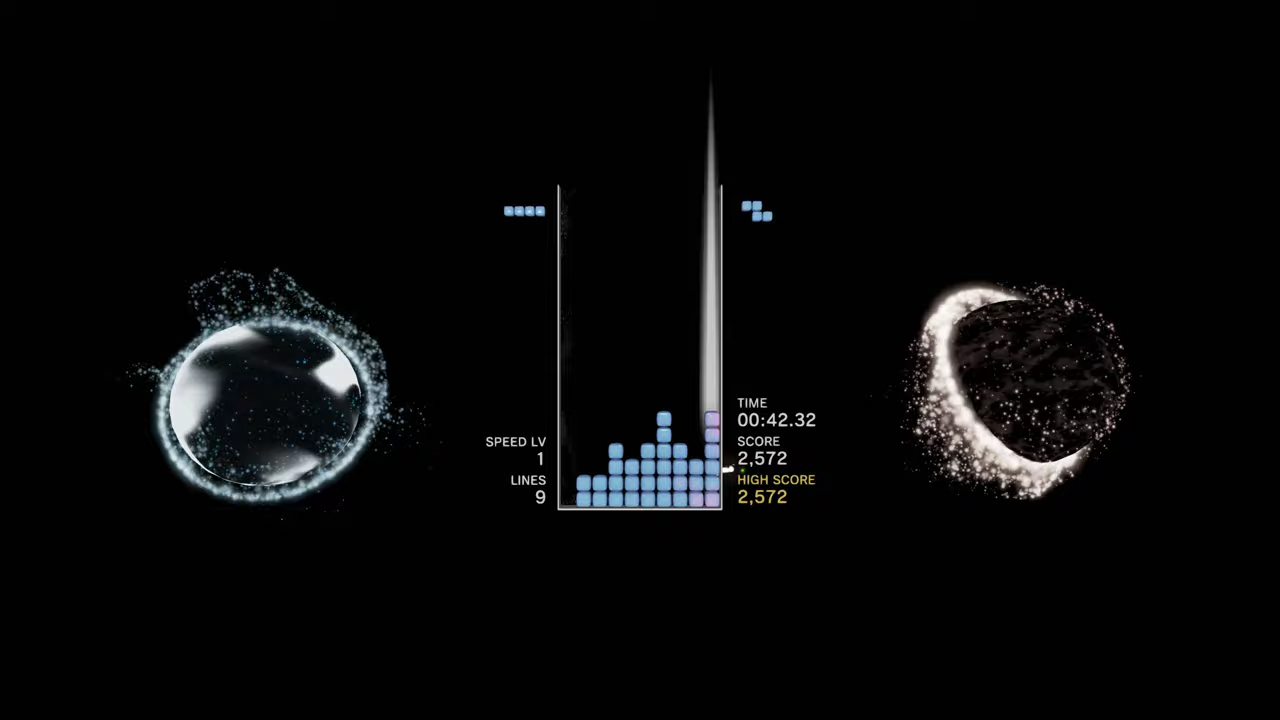 SPEED LV
1
LINES
9
TIME
00:42.32
SCORE
2,572
HIGH SCORE
2,572